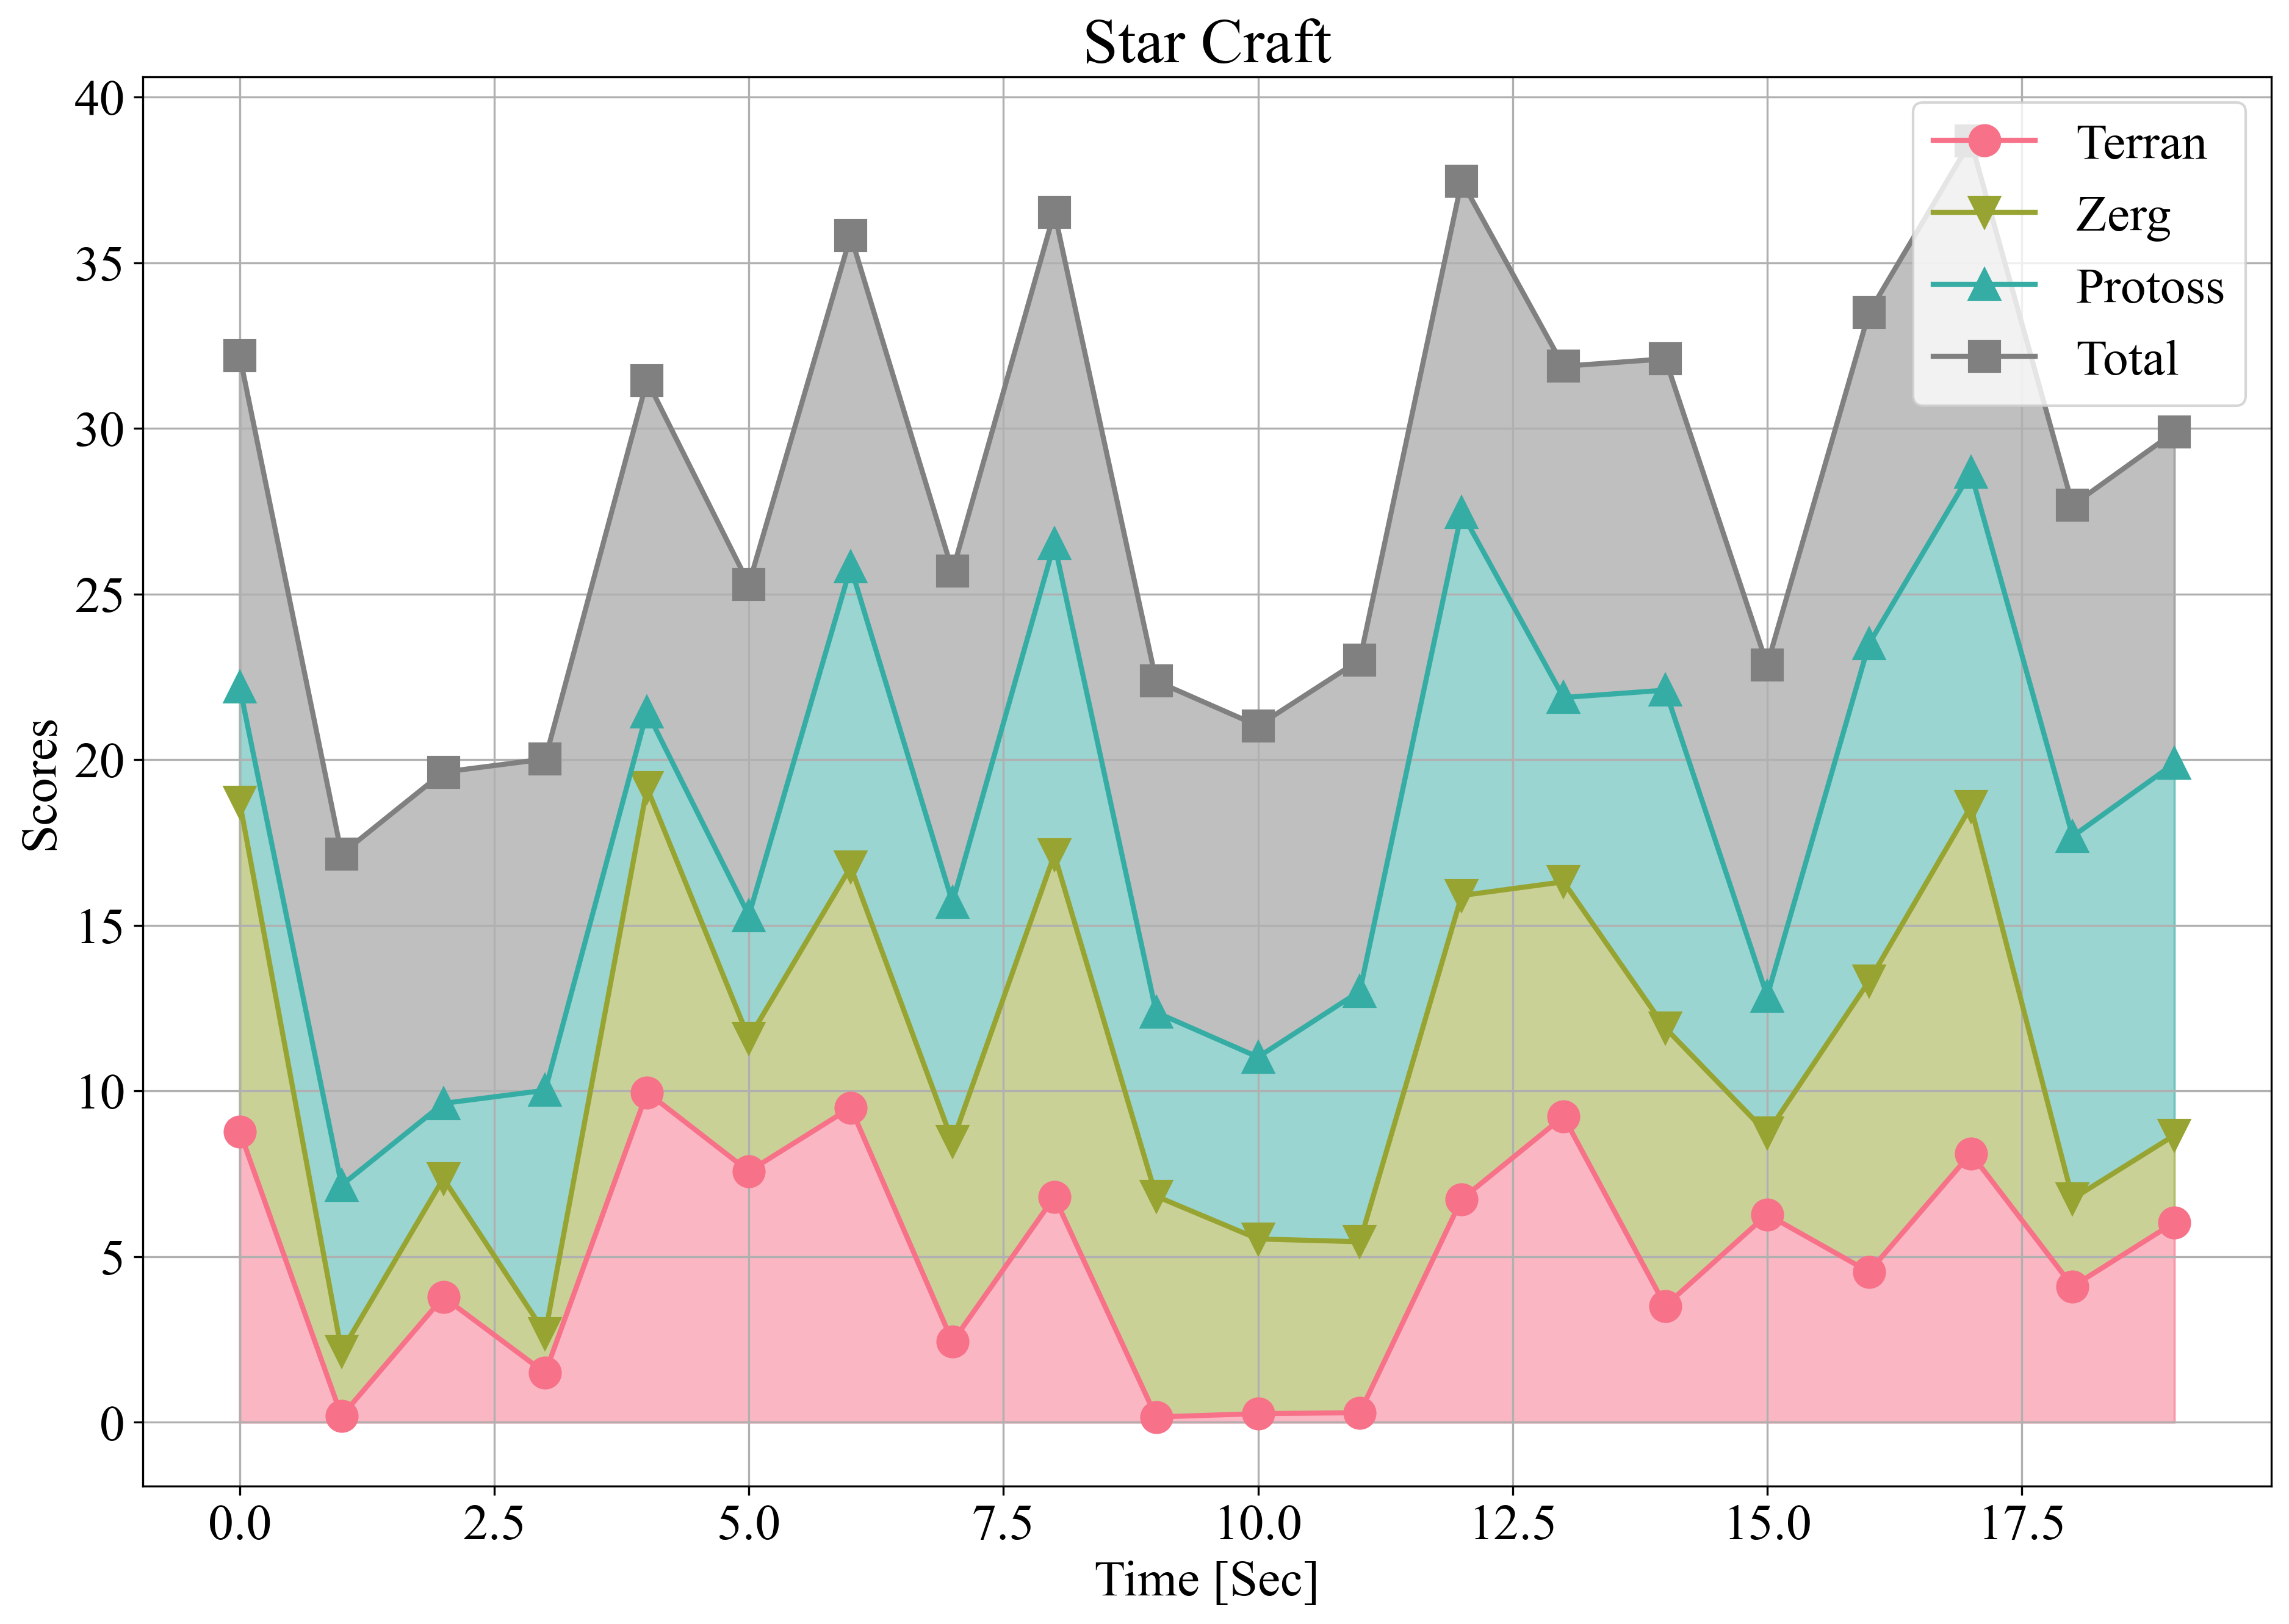 Star Craft
40
35
30
25
20
15
10
5
0
Scores
Terran
Zerg
Protoss
Total
0.0 2.5 5.0 7.5 10.0 12.5 15.0 17.5
Time [Sec]